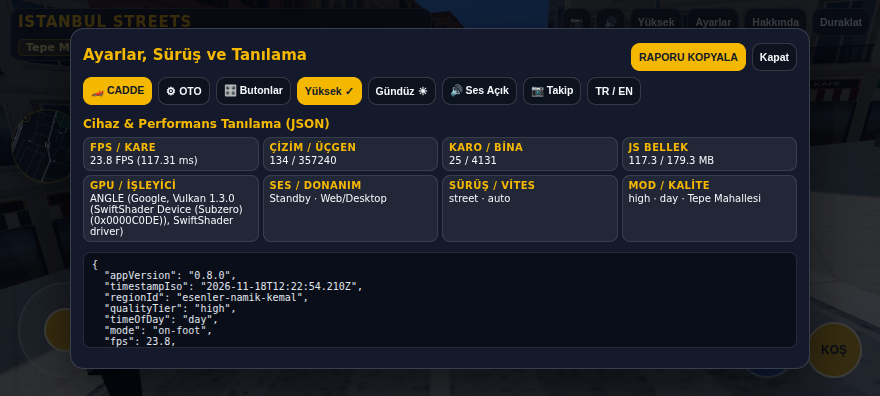 ISTANBUL STREETS
Yüksek
Ayarlar
Hakkında
Duraklat
Tepe M
Ayarlar, Sürüş ve Tanılama
RAPORU KOPYALA
Kapat
🏎️ CADDE
⚙ OTO
🎛️ Butonlar
Yüksek ✓
Gündüz ☀
🔊 Ses Açık
📷 Takip
TR / EN
Cihaz & Performans Tanılama (JSON)
FPS / KARE
23.8 FPS (117.31 ms)
ÇİZİM / ÜÇGEN
134 / 357240
KARO / BİNA
25 / 4131
JS BELLEK
117.3 / 179.3 MB
GPU / İŞLEYİCİ
ANGLE (Google, Vulkan 1.3.0
(SwiftShader Device (Subzero)
(0x0000C0DE)), SwiftShader
driver)
SES / DONANIM
Standby · Web/Desktop
SÜRÜŞ / VİTES
street · auto
MOD / KALİTE
high · day · Tepe Mahallesi
{
"appVersion": "0.8.0",
"timestampIso": "2026-11-18T12:22:54.210Z",
"regionId": "esenler-namik-kemal",
"qualityTier": "high",
"timeOfDay": "day",
"mode": "on-foot",
"fps": 23.8,
KOŞ